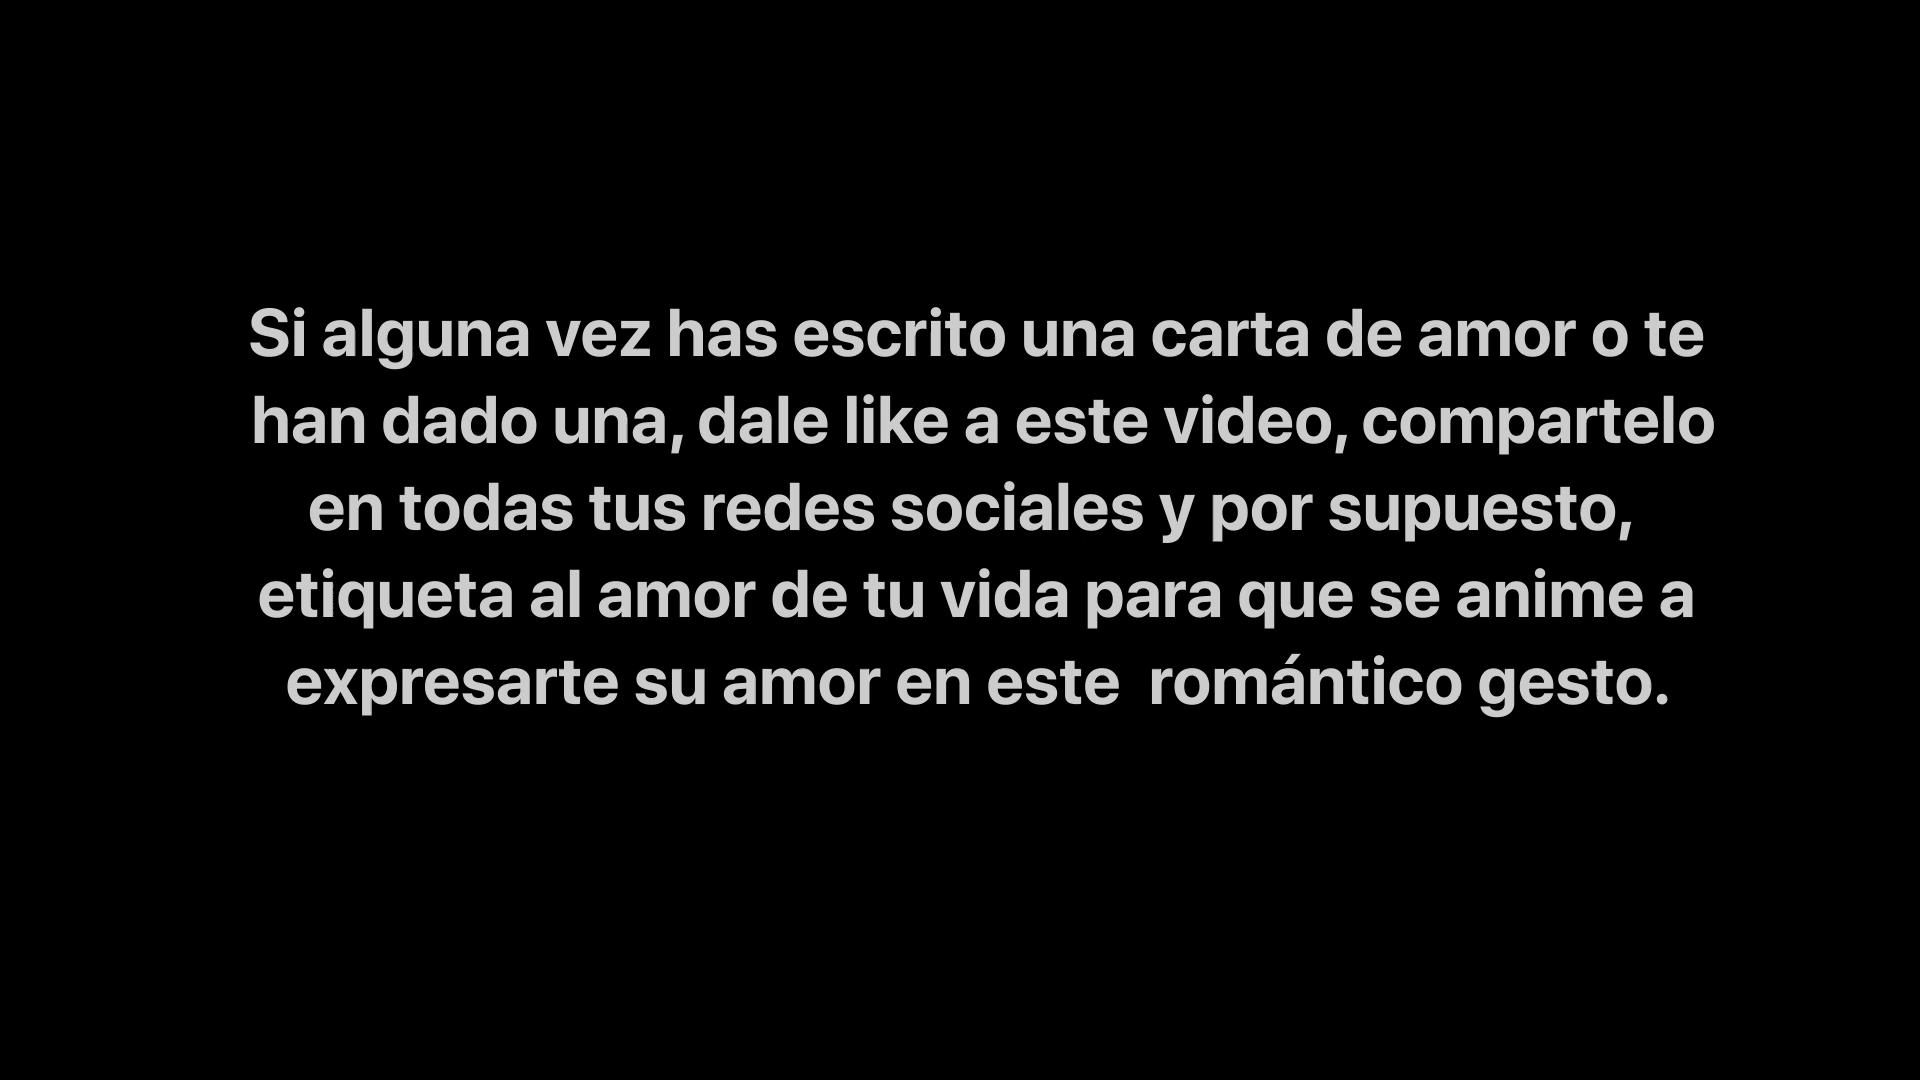 Si alguna vez has escrito una carta de amor o te
han dado una, dale like a este video, compartelo
en todas tus redes sociales y por supuesto,
etiqueta al amor de tu vida para que se anime a
expresarte su amor en este  romántico gesto.